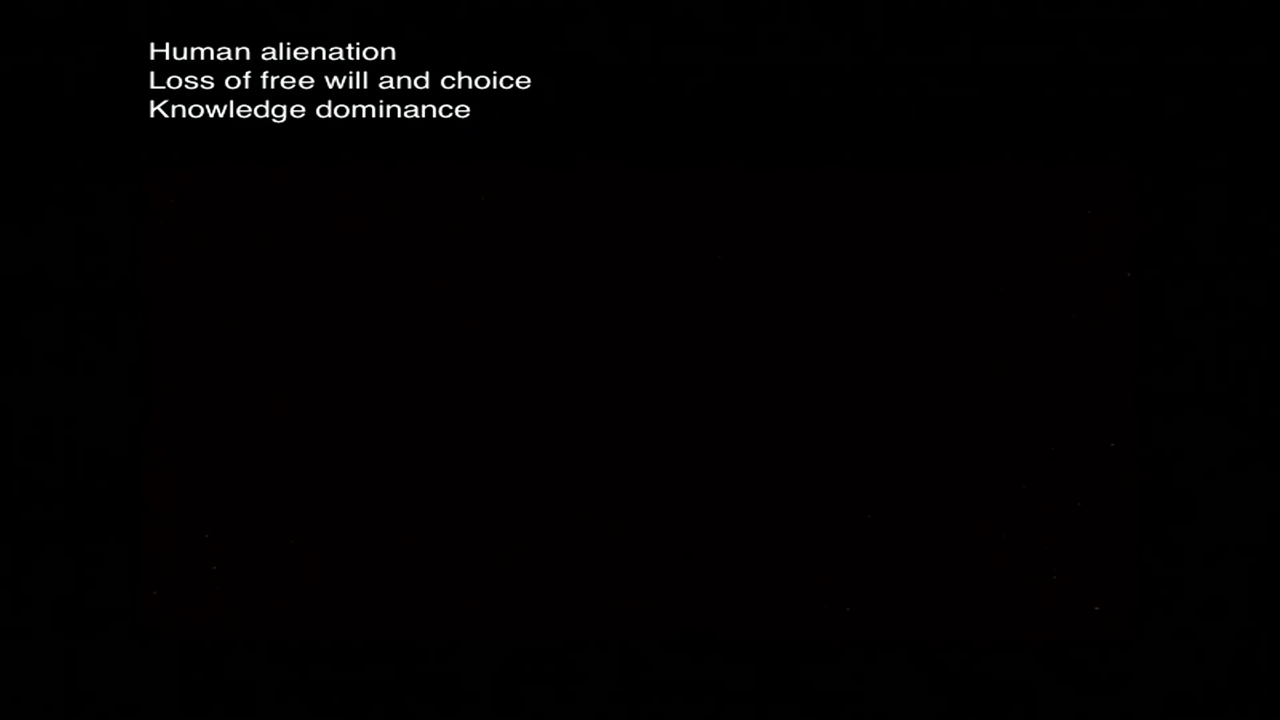 Human alienation
Loss of free will and choice
Knowledge dominance